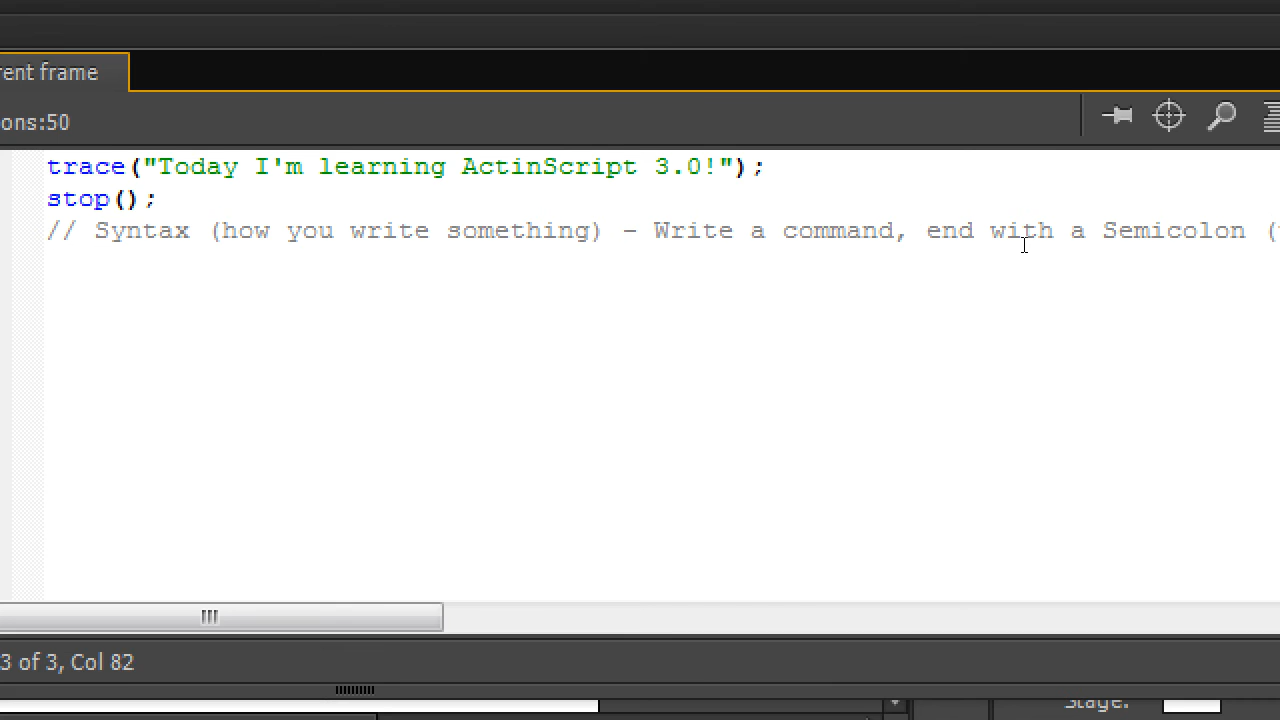 rent frame
ons:50
trace("Today I'm learning ActinScript 3.0!");
stop();
// Syntax (how you write something) - Write a command, end with a Semicolon (
3 of 3, Col 82
Stage: